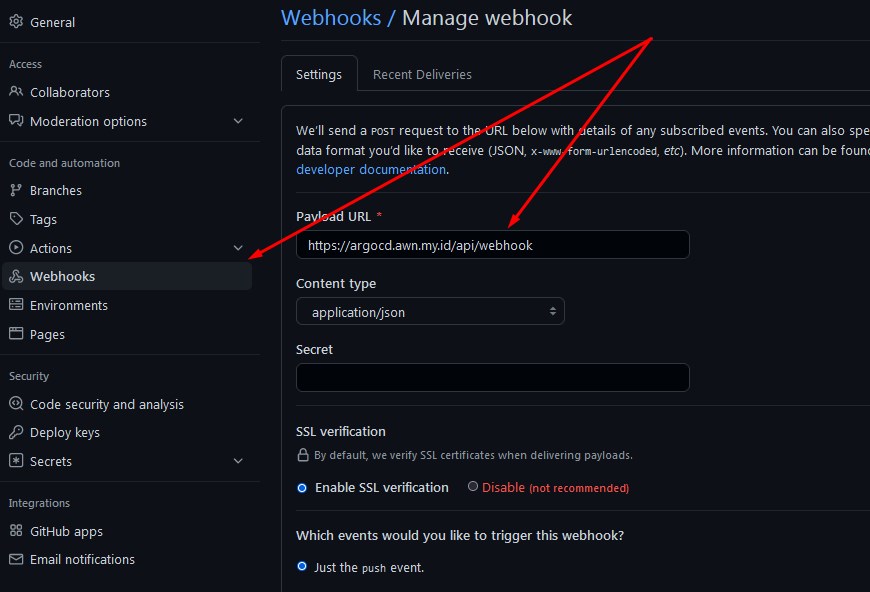 General
Access
Collaborators
Moderation options
Code and automation
Branches
Tags
Actions
Webhooks
Environments
Pages
Security
Code security and analysis
Deploy keys
Secrets
Integrations
GitHub apps
Email notifications
Webhooks / Manage webhook
Settings
Recent Deliveries
We'll send a POST request to the URL below with details of any subscribed events. You can also spe
data format you'd like to receive (JSON, x-www-form-urlencoded, etc). More information can be foun
developer documentation.
Payload URL *
https://argocd.awn.my.id/api/webhook
Content type
application/json
Secret
SSL verification
By default, we verify SSL certificates when delivering payloads.
Enable SSL verification
Disable (not recommended)
Which events would you like to trigger this webhook?
Just the push event.